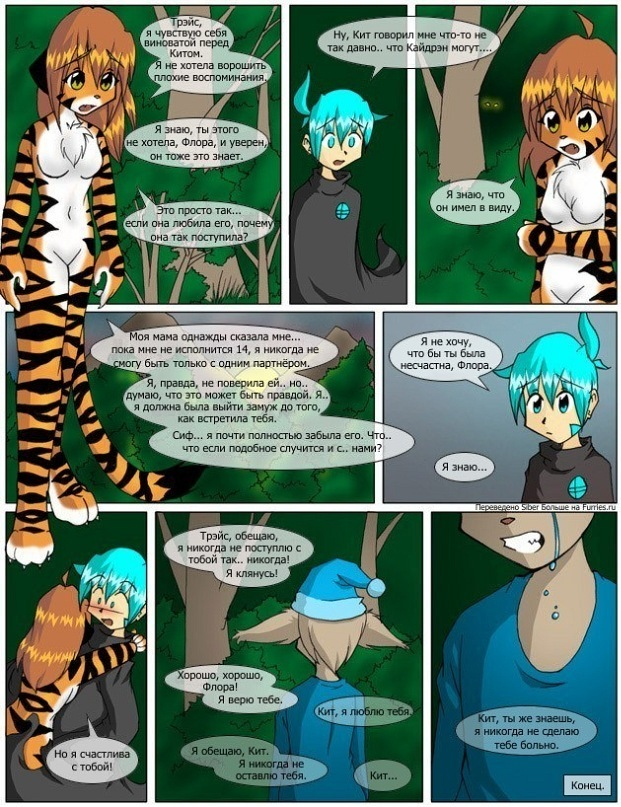 Трэйс,
я чувствую себя
виноватой перед
Китом.
Я не хотела ворошить
плохие воспоминания.
Я знаю, ты этого
не хотела, Флора, и уверен,
он тоже это знает.
Это просто так...
если она любила его, почему
она так поступила?
Ну, Кит говорил мне что-то не
так давно.. что Кайдрэн могут....
Я знаю, что
он имел в виду.
Моя мама однажды сказала мне...
пока мне не исполнится 14, я никогда не
смогу быть только с одним партнёром.
Я, правда, не поверила ей.. но..
думаю, что это может быть правдой. Я..
я должна была выйти замуж до того,
как встретила тебя.
Сиф... я почти полностью забыла его. Что..
что если подобное случится и с.. нами?
Я не хочу,
что бы ты была
несчастна, Флора.
Я знаю...
Переведено Siber Больше на Furries.ru
Но я счастлива
с тобой!
Трэйс, обещаю,
я никогда не поступлю с
тобой так.. никогда!
Я клянусь!
Хорошо, хорошо,
Флора!
Я верю тебе.
Кит, я люблю тебя.
Я обещаю, Кит.
Я никогда не
оставлю тебя.
Кит...
Кит, ты же знаешь,
я никогда не сделаю
тебе больно.
Конец.